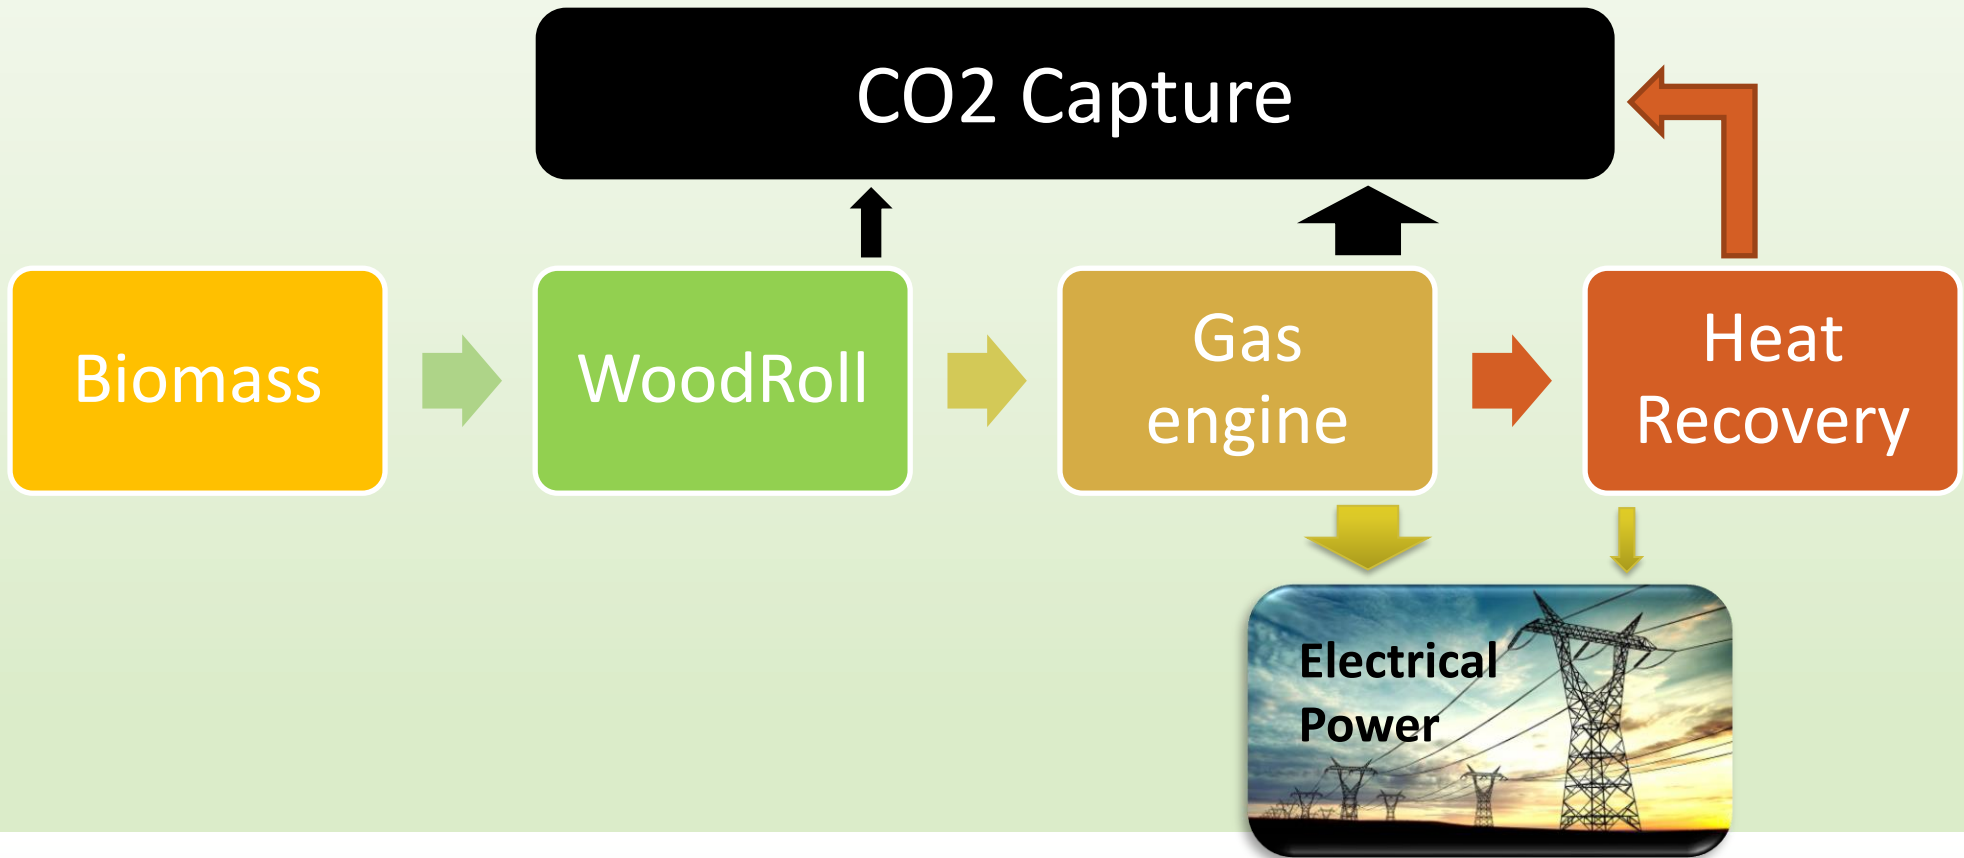 CO2 Capture
Biomass
WoodRoll
Gas
engine
Heat
Recovery
Electrical
Power